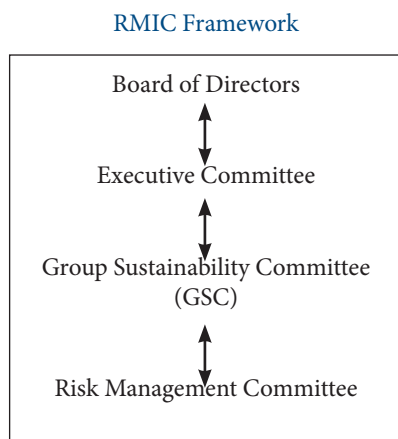 RMIC Framework
Board of Directors
Executive Committee
Group Sustainability Committee
(GSC)
Risk Management Committee